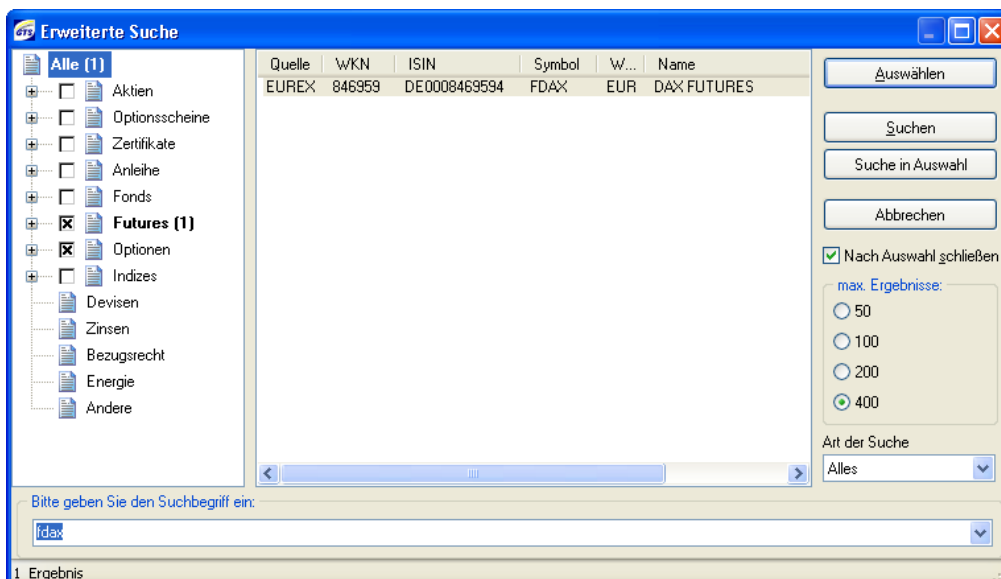 GTS Erweiterte Suche
Alle (1)
Aktien
Optionsscheine
Zertifikate
Anleihe
Fonds
Futures (1)
Optionen
Indizes
Devisen
Zinsen
Bezugsrecht
Energie
Andere
Quelle WKN ISIN Symbol W... Name
EUREX 846959 DE0008469594 FDAX EUR DAX FUTURES
Auswählen
Suchen
Suche in Auswahl
Abbrechen
Nach Auswahl schließen
max. Ergebnisse:
50
100
200
400
Art der Suche
Alles
Bitte geben Sie den Suchbegriff ein:
fdax
1 Ergebnis